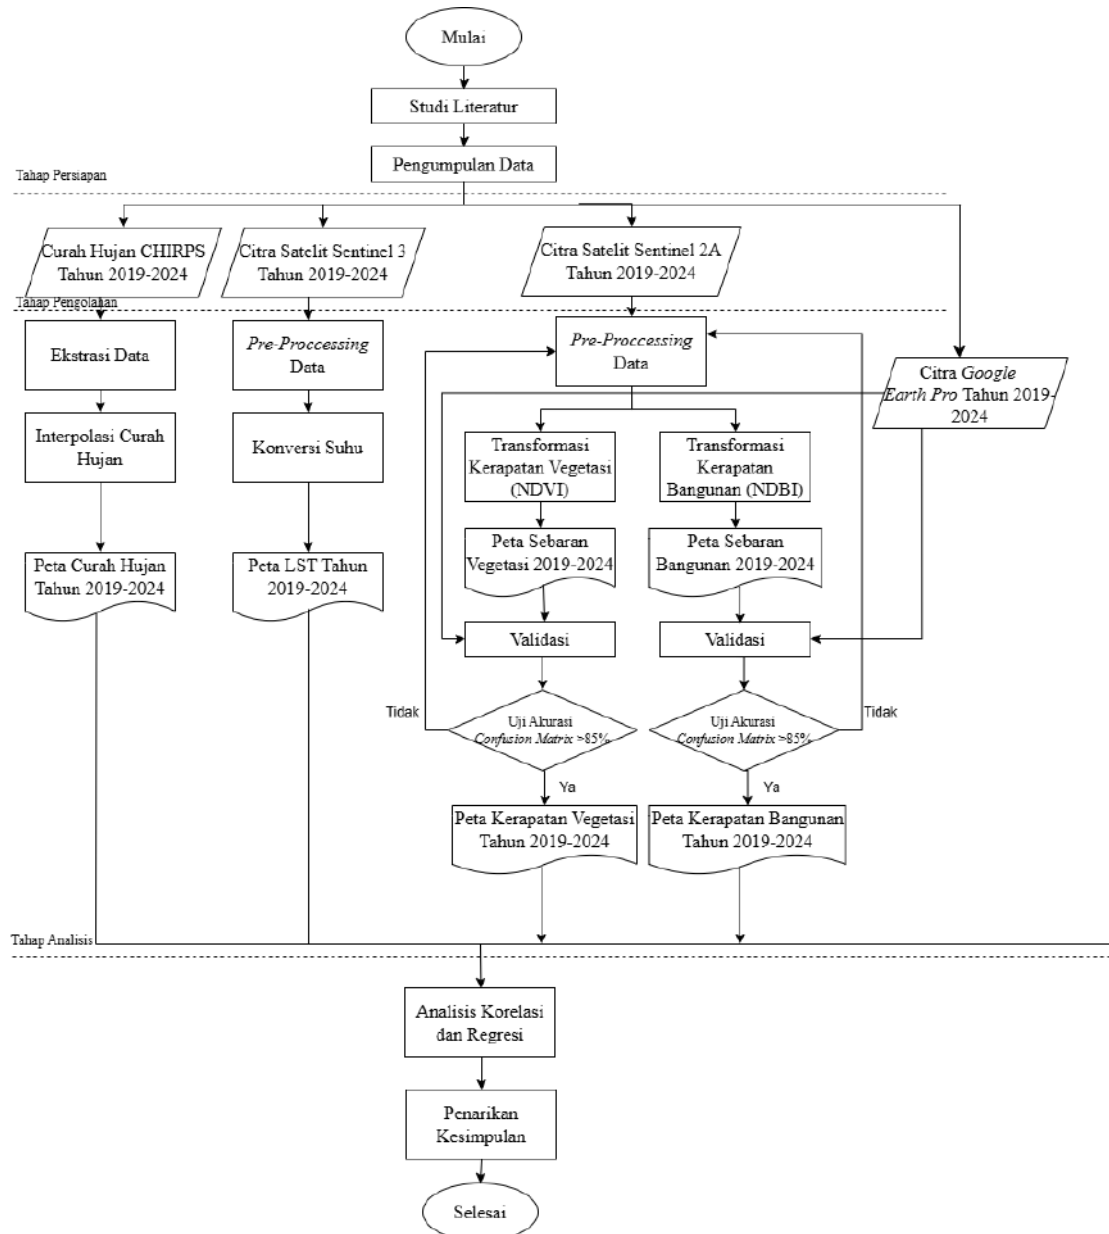 Mulai
Studi Literatur
Pengumpulan Data
Tahap Persiapan
Curah Hujan CHIRPS
Tahun 2019-2024
Citra Satelit Sentinel 3
Tahun 2019-2024
Citra Satelit Sentinel 2A
Tahun 2019-2024
Tahap Pengolahan
Ekstrasi Data
Pre-Proccessing
Data
Pre-Proccessing
Data
Citra Google
Earth Pro Tahun 2019-
2024
Interpolasi Curah
Hujan
Konversi Suhu
Transformasi
Kerapatan Vegetasi
(NDVI)
Transformasi
Kerapatan
Bangunan (NDBI)
Peta Curah Hujan
Tahun 2019-2024
Peta LST Tahun
2019-2024
Peta Sebaran
Vegetasi 2019-2024
Peta Sebaran
Bangunan 2019-2024
Validasi
Validasi
Tidak
Uji Akurasi
Confusion Matrix >85%
Uji Akurasi
Confusion Matrix >85%
Tidak
Ya
Ya
Peta Kerapatan Vegetasi
Tahun 2019-2024
Peta Kerapatan Bangunan
Tahun 2019-2024
Tahap Analisis
Analisis Korelasi
dan Regresi
Penarikan
Kesimpulan
Selesai